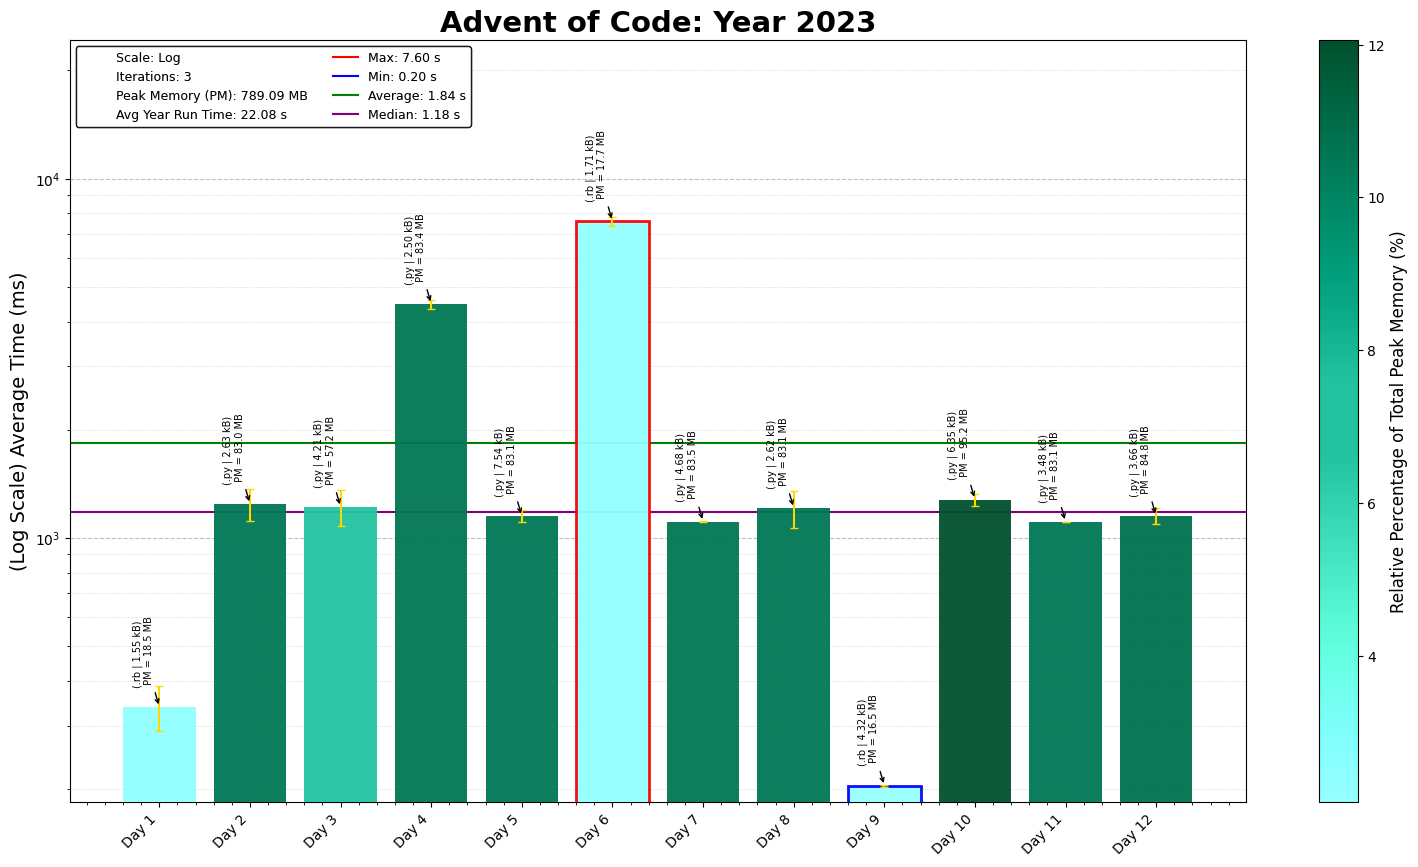 Advent of Code: Year 2023
Scale: Log
Iterations: 3
Peak Memory (PM): 789.09 MB
Avg Year Run Time: 22.08 s
Max: 7.60 s
Min: 0.20 s
Average: 1.84 s
Median: 1.18 s
(Log Scale) Average Time (ms)
10^4
10^3
(.rb | 1.55 kB)
PM = 18.5 MB
(.py | 2.63 kB)
PM = 83.0 MB
(.py | 4.21 kB)
PM = 57.2 MB
(.py | 2.50 kB)
PM = 83.4 MB
(.py | 7.54 kB)
PM = 83.1 MB
(.rb | 1.71 kB)
PM = 17.7 MB
(.py | 4.68 kB)
PM = 83.5 MB
(.py | 2.62 kB)
PM = 83.1 MB
(.rb | 4.32 kB)
PM = 16.5 MB
(.py | 6.35 kB)
PM = 95.2 MB
(.py | 3.48 kB)
PM = 83.1 MB
(.py | 3.66 kB)
PM = 84.8 MB
Day 1
Day 2
Day 3
Day 4
Day 5
Day 6
Day 7
Day 8
Day 9
Day 10
Day 11
Day 12
12
10
8
6
4
Relative Percentage of Total Peak Memory (%)